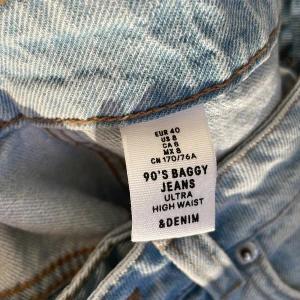 EUR 40
US 8
CA 8
MX 8
CN 170/76A
90'S BAGGY
JEANS
ULTRA
HIGH WAIST
&DENIM